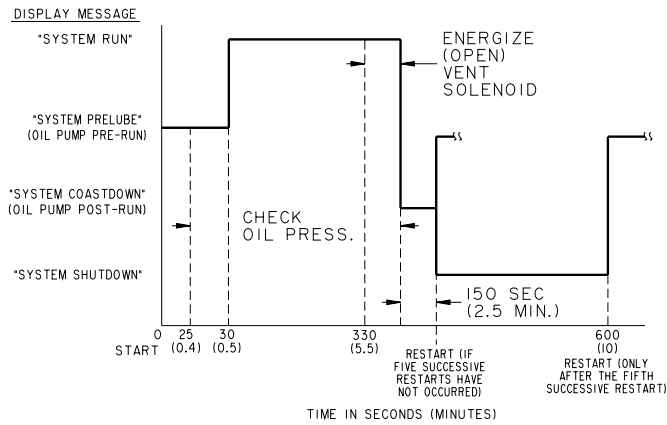 DISPLAY MESSAGE
"SYSTEM RUN"
ENERGIZE
(OPEN)
VENT
SOLENOID
"SYSTEM PRELUBE"
(OIL PUMP PRE-RUN)
"SYSTEM COASTDOWN"
(OIL PUMP POST-RUN)
CHECK
OIL PRESS.
"SYSTEM SHUTDOWN"
150 SEC
(2.5 MIN.)
0
START
25
(0.4)
30
(0.5)
330
(5.5)
RESTART (IF
FIVE SUCCESSIVE
RESTARTS HAVE
NOT OCCURRED)
600
(10)
RESTART (ONLY
AFTER THE FIFTH
SUCCESSIVE RESTART)
TIME IN SECONDS (MINUTES)